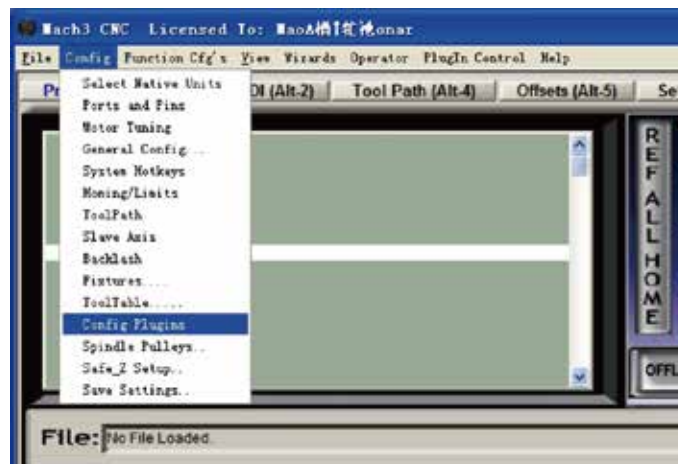 Mach3 CNC Licensed To:
File Config Function Cfg's View Wizards Operator PlugIn Control Help
Pr DI (Alt-2) Tool Path (Alt-4) Offsets (Alt-5) Se
Select Native Units
Ports and Pins
Motor Tuning
General Config...
System Hotkeys
Homing/Limits
ToolPath
Slave Axis
Backlash
Fixtures....
ToolTable.....
Config Plugins
Spindle Pulleys..
Safe_Z Setup..
Save Settings..
REF ALL HOME
OFFL
File: No File Loaded.